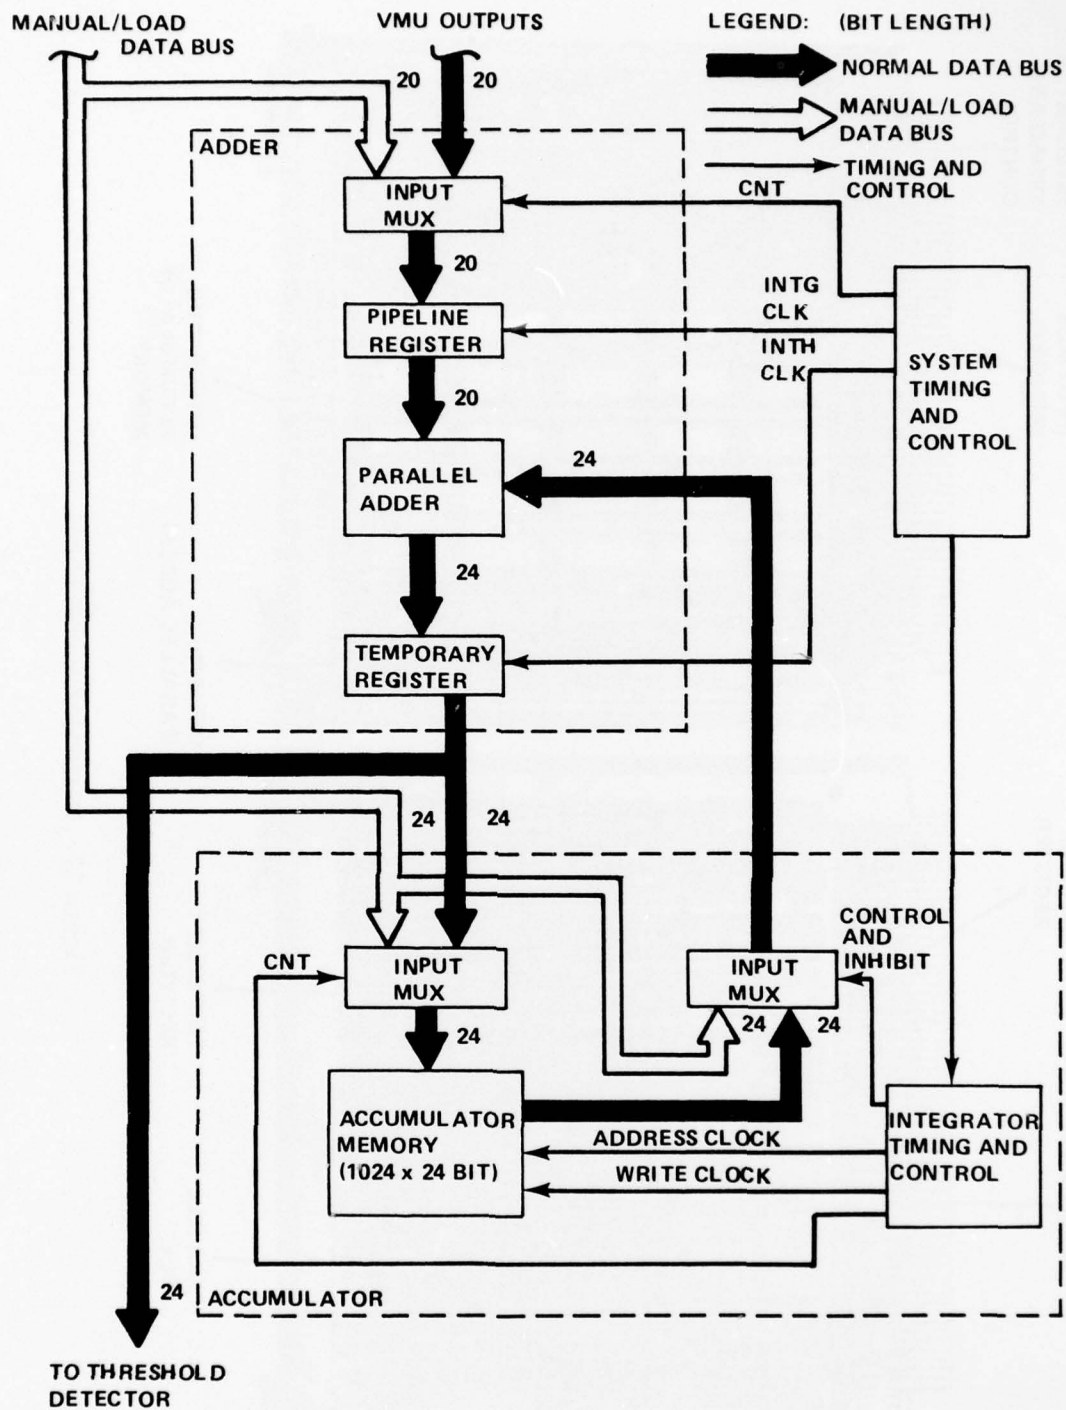 MANUAL/LOAD
DATA BUS
VMU OUTPUTS
LEGEND: (BIT LENGTH)
NORMAL DATA BUS
MANUAL/LOAD
DATA BUS
TIMING AND
CONTROL
20
20
ADDER
INPUT
MUX
CNT
20
PIPELINE
REGISTER
INTG
CLK
INTH
CLK
SYSTEM
TIMING
AND
CONTROL
20
PARALLEL
ADDER
24
24
TEMPORARY
REGISTER
24
24
CONTROL
AND
INHIBIT
CNT
INPUT
MUX
INPUT
MUX
24
24
24
ACCUMULATOR
MEMORY
(1024 x 24 BIT)
ADDRESS CLOCK
WRITE CLOCK
INTEGRATOR
TIMING AND
CONTROL
24
ACCUMULATOR
TO THRESHOLD
DETECTOR